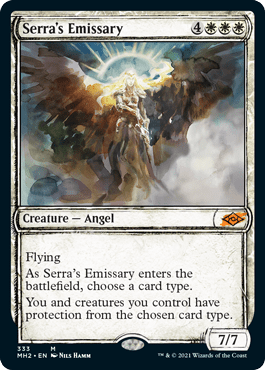 Serra's Emissary 4
Creature — Angel
Flying
As Serra's Emissary enters the
battlefield, choose a card type.
You and creatures you control have
protection from the chosen card type.
7/7
333 M
MH2 • EN NILS HAMM ™ & © 2021 Wizards of the Coast